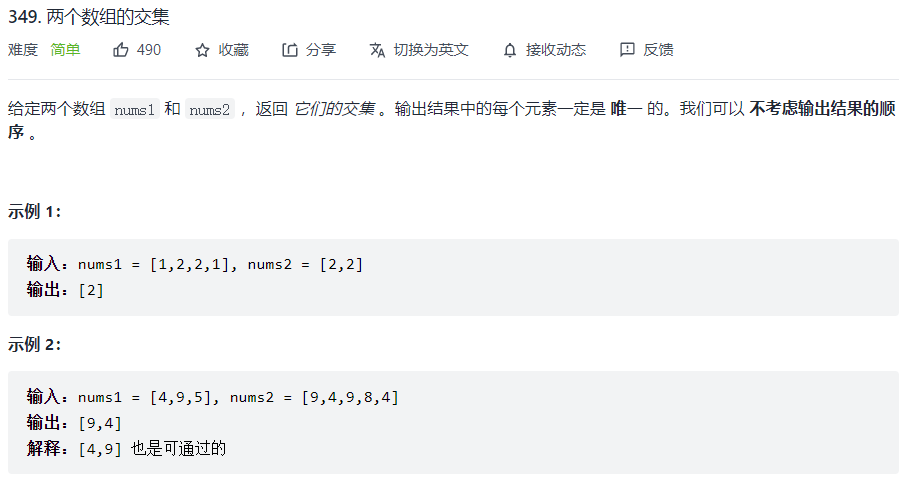 349. 两个数组的交集
难度 简单 490 收藏 分享 切换为英文 接收动态 反馈
给定两个数组 nums1 和 nums2 ，返回 它们的交集 。输出结果中的每个元素一定是 唯一 的。我们可以 不考虑输出结果的顺
序 。
示例 1：
输入：nums1 = [1,2,2,1], nums2 = [2,2]
输出：[2]
示例 2：
输入：nums1 = [4,9,5], nums2 = [9,4,9,8,4]
输出：[9,4]
解释：[4,9] 也是可通过的